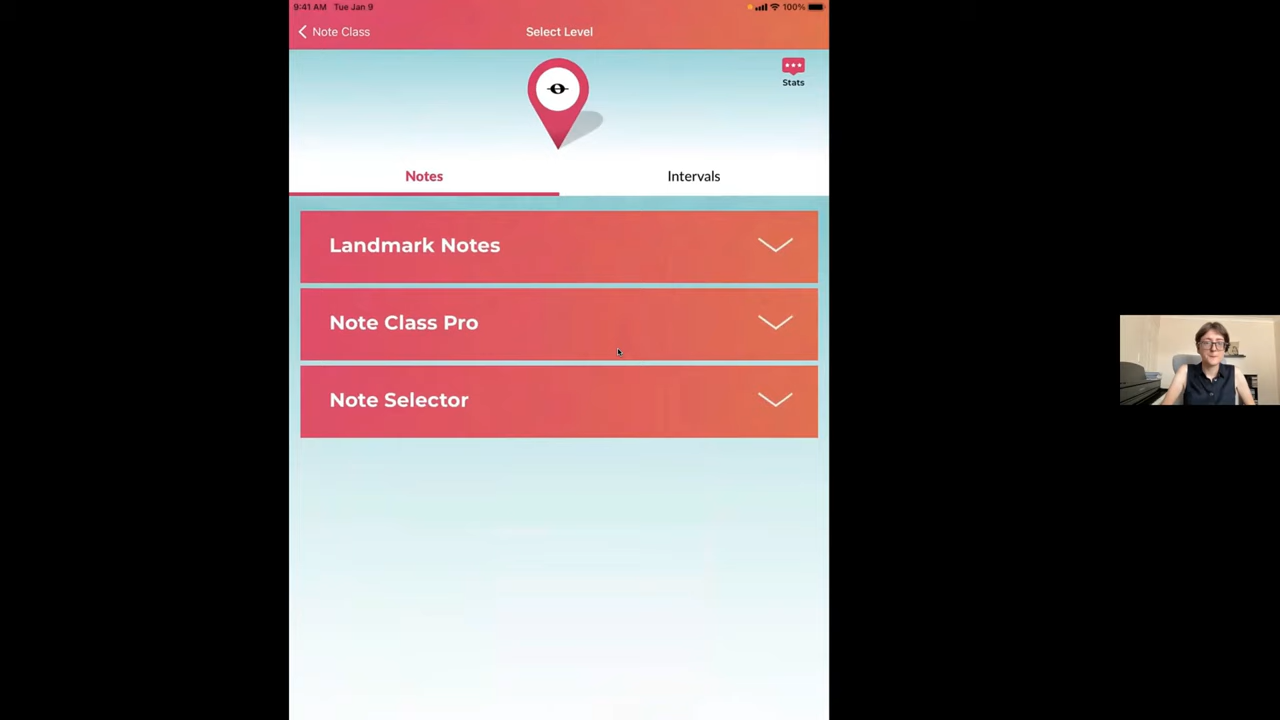 9:41 AM Tue Jan 9
100%
Note Class
Select Level
Stats
Notes
Intervals
Landmark Notes
Note Class Pro
Note Selector